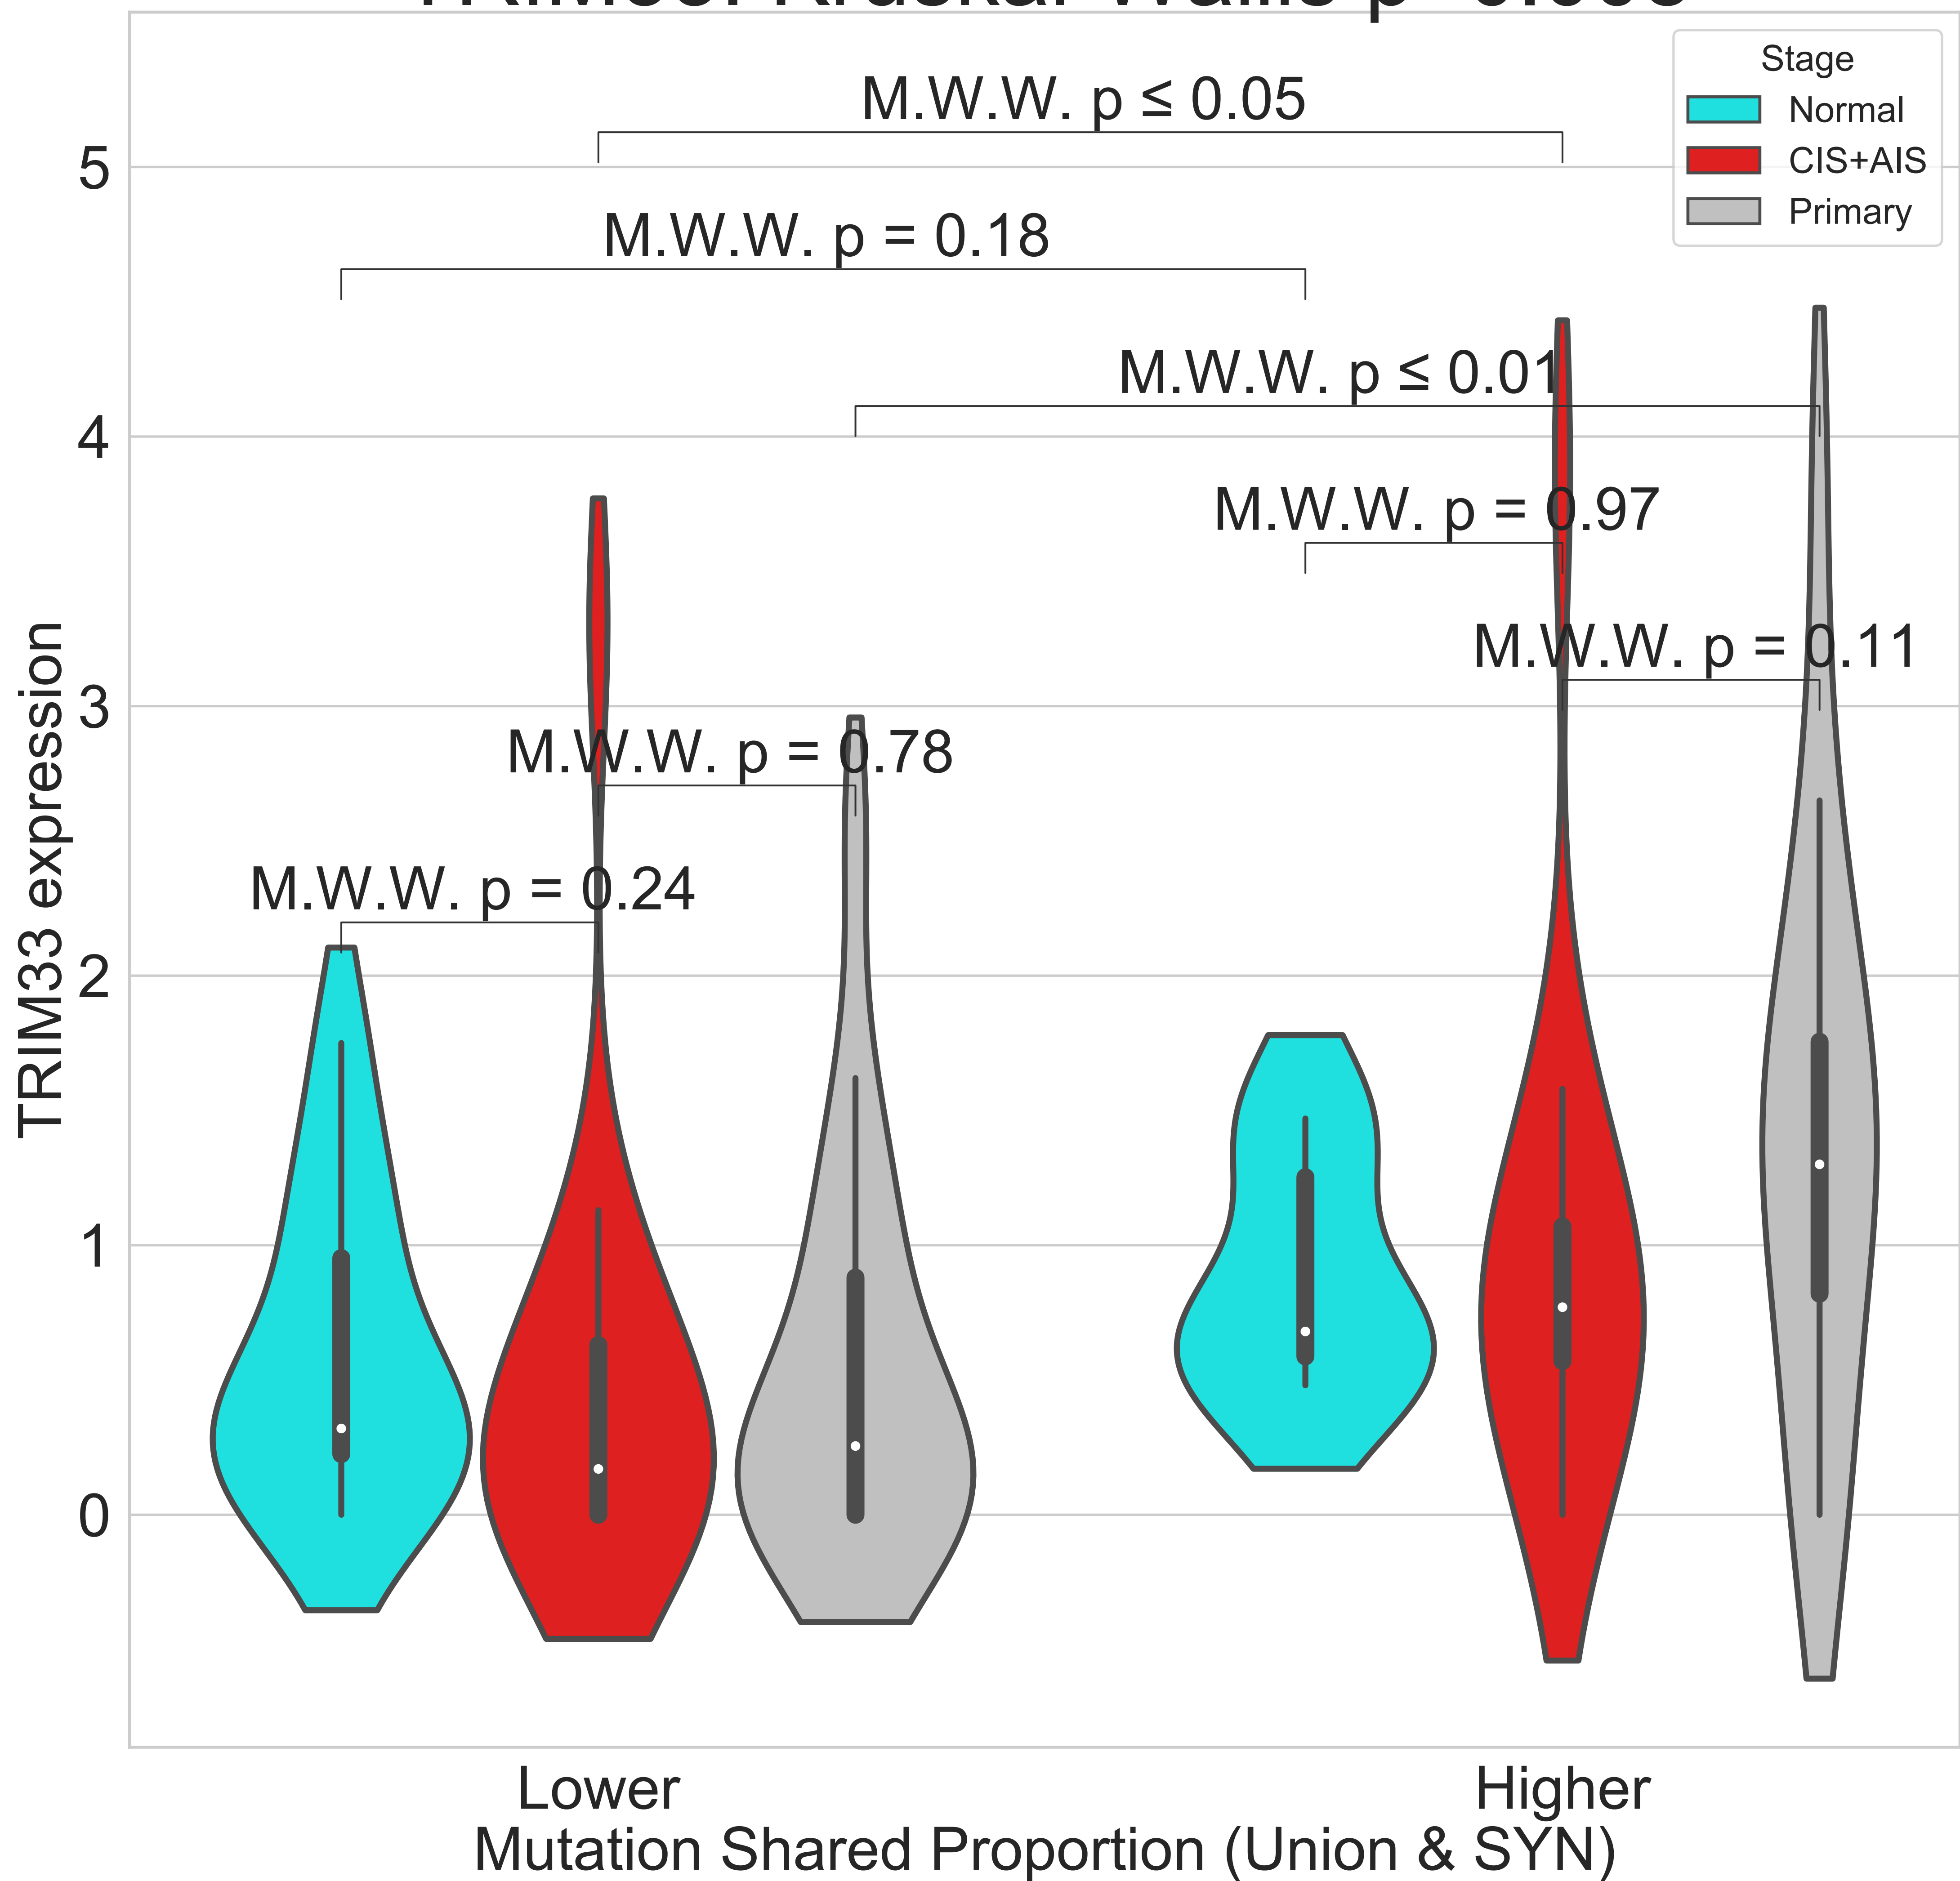 Stage
Normal
CIS+AIS
Primary
M.W.W. p ≤ 0.05
M.W.W. p = 0.18
M.W.W. p ≤ 0.01
M.W.W. p = 0.97
M.W.W. p = 0.11
M.W.W. p = 0.78
M.W.W. p = 0.24
5
4
3
2
1
0
TRIM33 expression
Lower
Higher
Mutation Shared Proportion (Union & SYN)